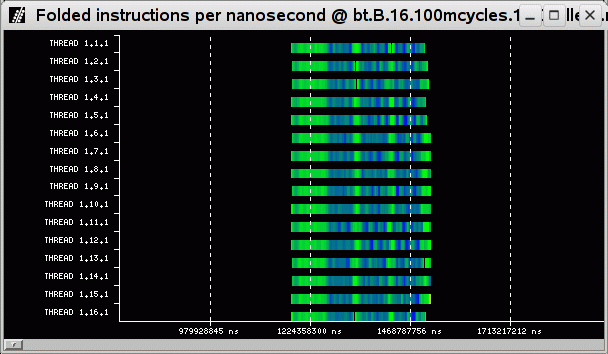 Folded instructions per nanosecond @ bt.B.16.100mcycles.1
THREAD 1.1.1
THREAD 1.2.1
THREAD 1.3.1
THREAD 1.4.1
THREAD 1.5.1
THREAD 1.6.1
THREAD 1.7.1
THREAD 1.8.1
THREAD 1.9.1
THREAD 1.10.1
THREAD 1.11.1
THREAD 1.12.1
THREAD 1.13.1
THREAD 1.14.1
THREAD 1.15.1
THREAD 1.16.1
979928845 ns
1224358300 ns
1468787756 ns
1713217212 ns